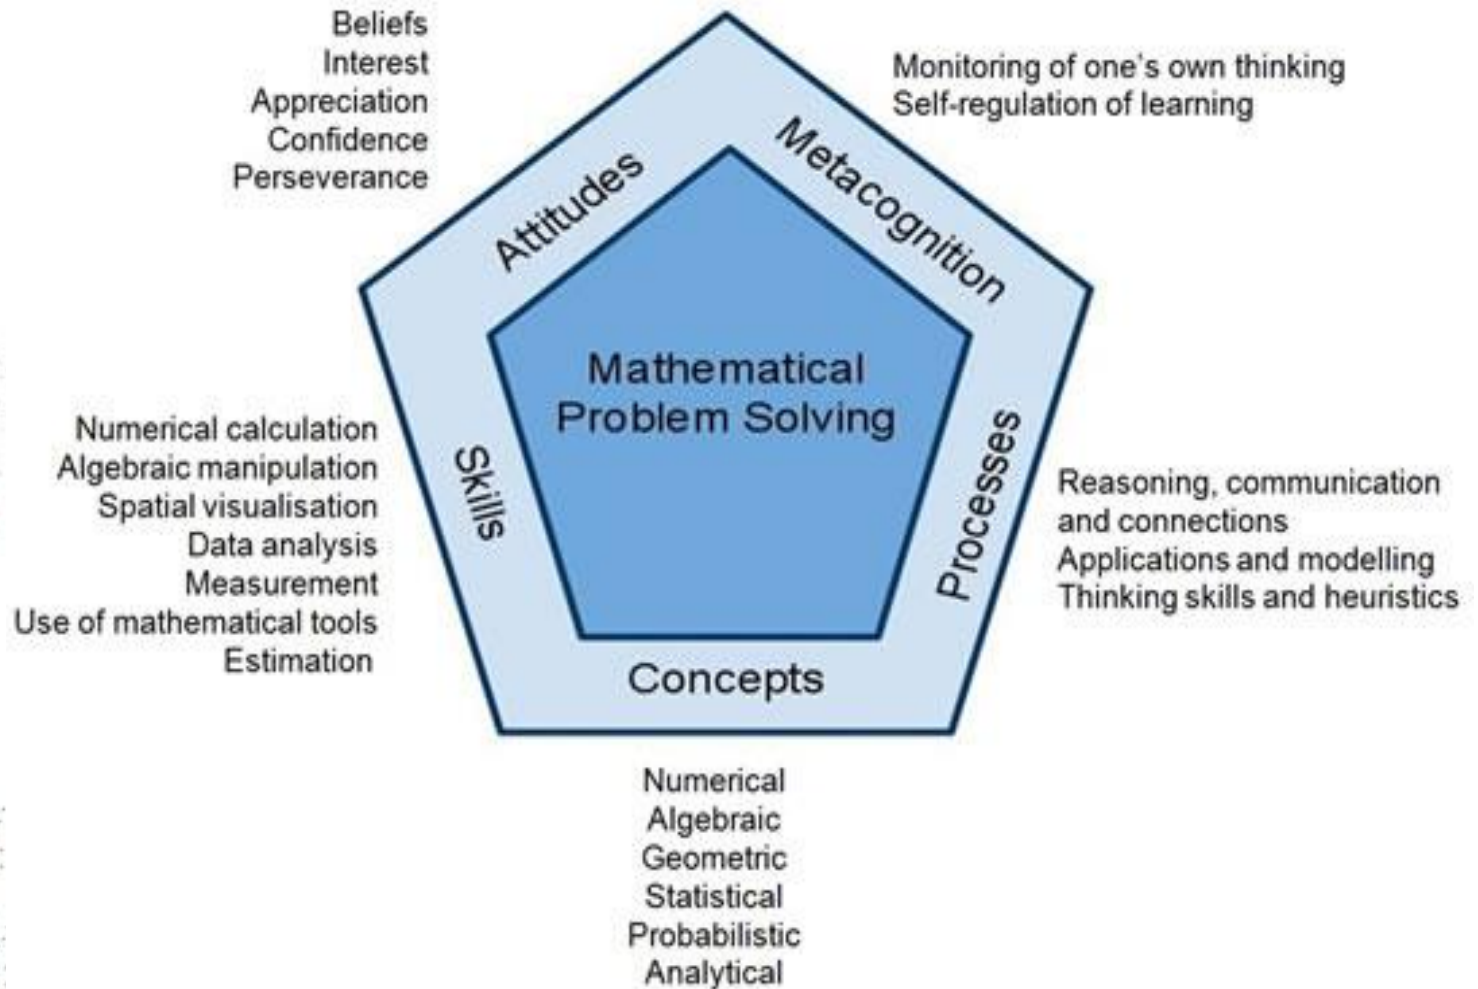 Beliefs
Interest
Appreciation
Confidence
Perseverance
Monitoring of one's own thinking
Self-regulation of learning
Attitudes
Metacognition
Mathematical
Problem Solving
Skills
Processes
Concepts
Numerical calculation
Algebraic manipulation
Spatial visualisation
Data analysis
Measurement
Use of mathematical tools
Estimation
Reasoning, communication
and connections
Applications and modelling
Thinking skills and heuristics
Numerical
Algebraic
Geometric
Statistical
Probabilistic
Analytical